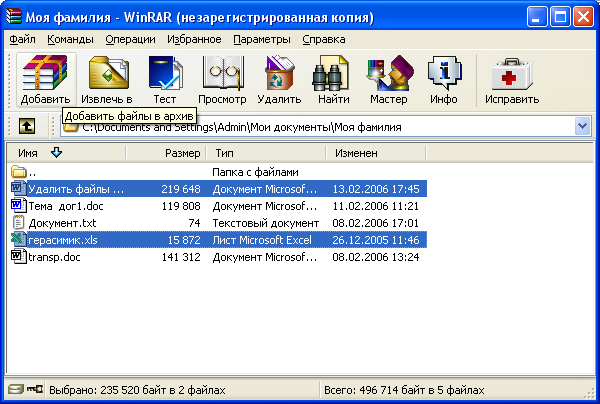 Моя фамилия - WinRAR (незарегистрированная копия)
Файл Команды Операции Избранное Параметры Справка
Добавить Извлечь в Тест Просмотр Удалить Найти Мастер Инфо Исправить
Добавить файлы в архив
C:\Documents and Settings\Admin\Мои документы\Моя фамилия
Имя Размер Тип Изменен
.. Папка с файлами
Удалить файлы ... 219 648 Документ Microsof... 13.02.2006 17:45
Тема дог1.doc 119 808 Документ Microsof... 11.02.2006 11:21
Документ.txt 74 Текстовый документ 08.02.2006 17:01
герасимик.xls 15 872 Лист Microsoft Excel 26.12.2005 11:46
transp.doc 141 312 Документ Microsof... 08.02.2006 13:24
Выбрано: 235 520 байт в 2 файлах Всего: 496 714 байт в 5 файлах